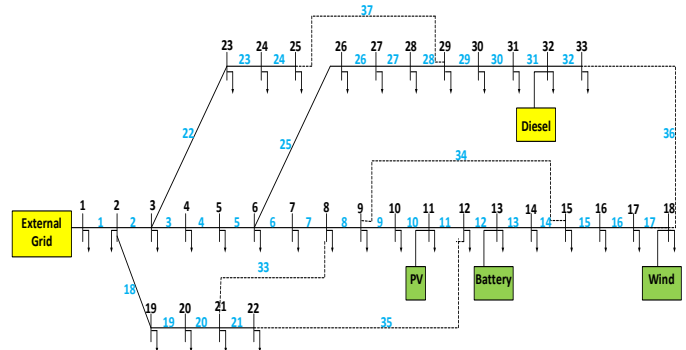 37
23 24 25 26 27 28 29 30 31 32 33
23 24 26 27 28 29 30 31 32
Diesel
22 25 36
34
1 2 3 4 5 6 7 8 9 10 11 12 13 14 15 16 17 18
External
Grid
1 2 3 4 5 6 7 8 9 10 11 12 13 14 15 16 17
PV Battery Wind
33
18
19 20 21 22
19 20 21 35